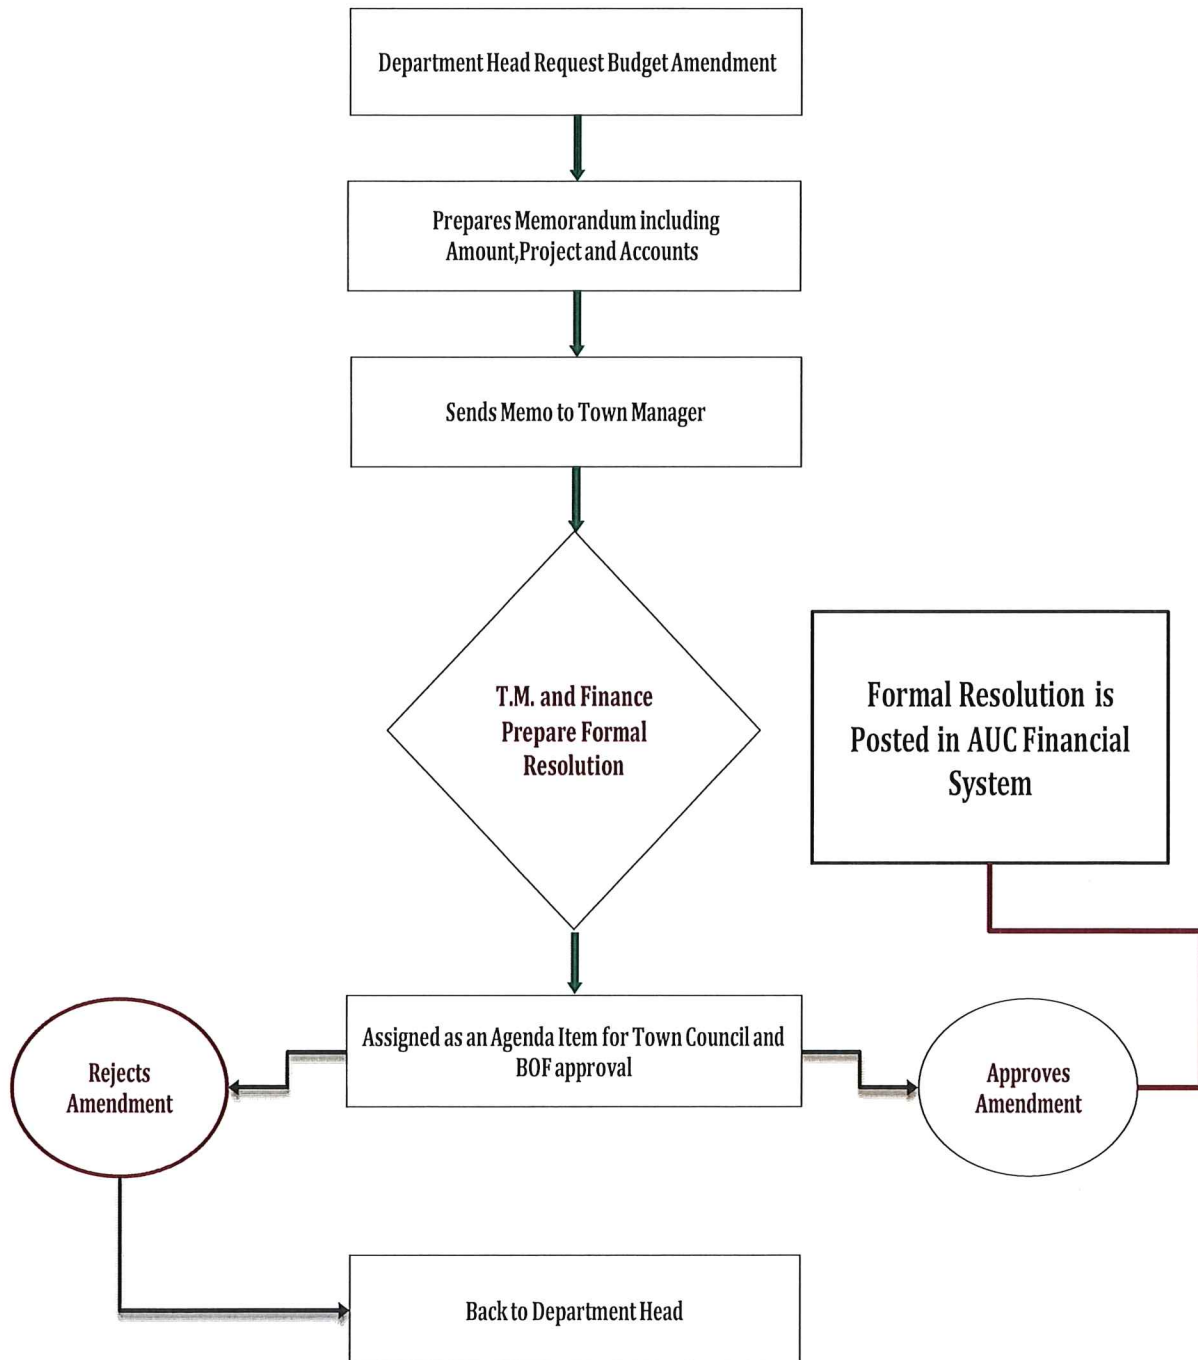 Department Head Request Budget Amendment
Prepares Memorandum including
Amount,Project and Accounts
Sends Memo to Town Manager
T.M. and Finance
Prepare Formal
Resolution
Formal Resolution is
Posted in AUC Financial
System
Assigned as an Agenda Item for Town Council and
BOF approval
Rejects
Amendment
Approves
Amendment
Back to Department Head